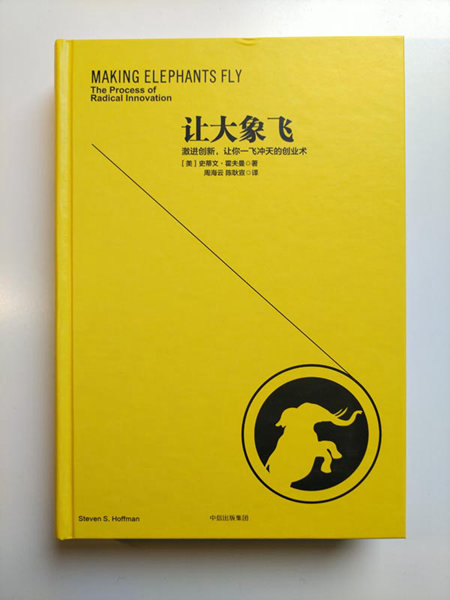 MAKING ELEPHANTS FLY
The Process of
Radical Innovation
让大象飞
激进创新，让你一飞冲天的创业术
［美］史蒂文·霍夫曼◎著
周海云 陈耿宣◎译
Steven S. Hoffman
中信出版集团